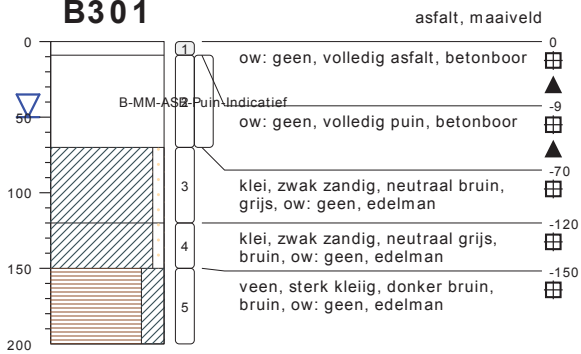 B301
asfalt, maaiveld
0
1
0
ow: geen, volledig asfalt, betonboor
B-MM-ASB-Puin-Indicatief
2
-9
50
ow: geen, volledig puin, betonboor
-70
100
3
klei, zwak zandig, neutraal bruin,
grijs, ow: geen, edelman
-120
4
klei, zwak zandig, neutraal grijs,
bruin, ow: geen, edelman
150
-150
5
veen, sterk kleiig, donker bruin,
bruin, ow: geen, edelman
200